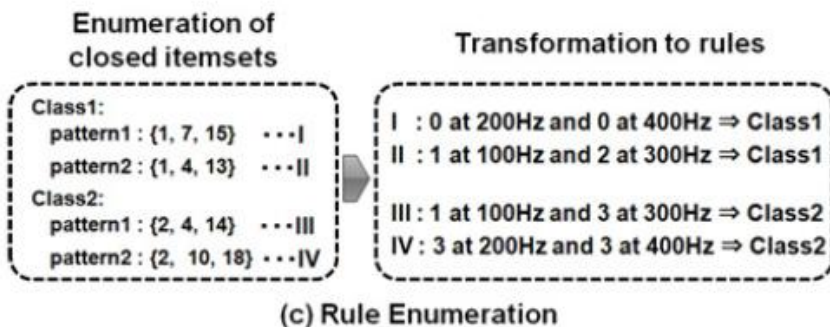 Enumeration of
closed itemsets
Class1:
pattern1 : {1, 7, 15} ···I
pattern2 : {1, 4, 13} ···II
Class2:
pattern1 : {2, 4, 14} ···III
pattern2 : {2, 10, 18} ···IV
Transformation to rules
I : 0 at 200Hz and 0 at 400Hz ⇒ Class1
II : 1 at 100Hz and 2 at 300Hz ⇒ Class1
III : 1 at 100Hz and 3 at 300Hz ⇒ Class2
IV : 3 at 200Hz and 3 at 400Hz ⇒ Class2
(c) Rule Enumeration